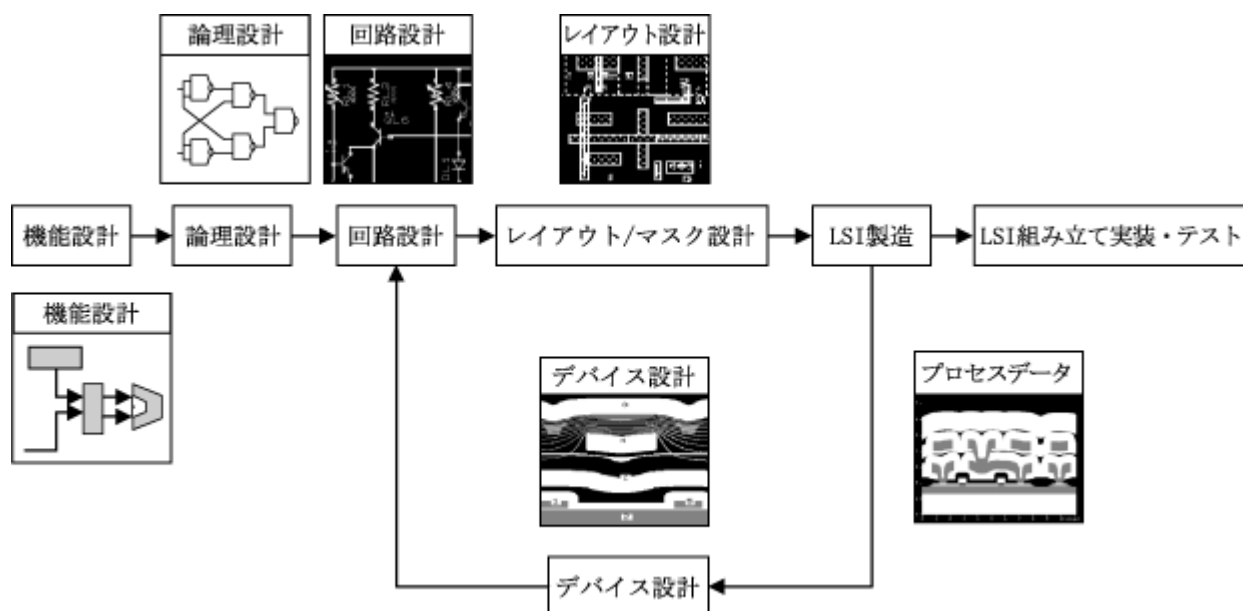 論理設計
回路設計
レイアウト設計
機能設計
論理設計
回路設計
レイアウト/マスク設計
LSI製造
LSI組み立て実装・テスト
機能設計
デバイス設計
プロセスデータ
デバイス設計